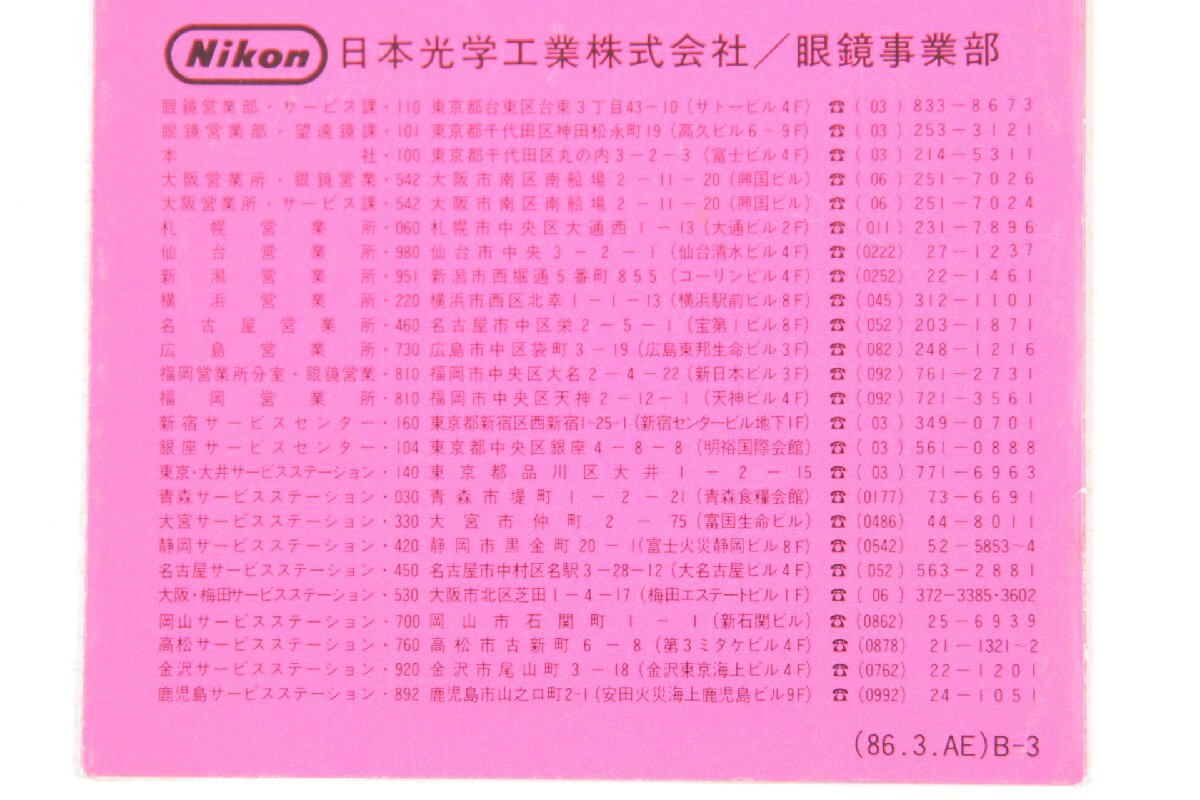 Nikon 日本光学工業株式会社／眼鏡事業部
眼鏡営業部・サービス課・110 東京都台東区台東3丁目43-10(サトービル4F) ☎(03)833-8673
眼鏡営業部・望遠鏡課・101 東京都千代田区神田松永町19(高久ビル6～9F) ☎(03)253-3121
本社・100 東京都千代田区丸の内3-2-3(富士ビル4F) ☎(03)214-5311
大阪営業所・眼鏡営業・542 大阪市南区南船場2-11-20(興国ビル) ☎(06)251-7026
大阪営業所・サービス課・542 大阪市南区南船場2-11-20(興国ビル) ☎(06)251-7024
札幌営業所・060 札幌市中央区大通西1-13(大通ビル2F) ☎(011)231-7896
仙台営業所・980 仙台市中央3-2-1(仙台清水ビル4F) ☎(0222)27-1237
新潟営業所・951 新潟市西堀通5番町855(コーリンビル4F) ☎(0252)22-1461
横浜営業所・220 横浜市西区北幸1-1-13(横浜駅前ビル8F) ☎(045)312-1101
名古屋営業所・460 名古屋市中区栄2-5-1(宝第1ビル8F) ☎(052)203-1871
広島営業所・730 広島市中区袋町3-19(広島東邦生命ビル3F) ☎(082)248-1216
福岡営業所分室・眼鏡営業・810 福岡市中央区大名2-4-22(新日本ビル3F) ☎(092)761-2731
福岡営業所・810 福岡市中央区天神2-12-1(天神ビル4F) ☎(092)721-3561
新宿サービスセンター・160 東京都新宿区西新宿1-25-1(新宿センタービル地下1F) ☎(03)349-0701
銀座サービスセンター・104 東京都中央区銀座4-8-8(明裕国際会館) ☎(03)561-0888
東京・大井サービスステーション・140 東京都品川区大井1-2-15 ☎(03)771-6963
青森サービスステーション・030 青森市堤町1-2-21(青森食糧会館) ☎(0177)73-6691
大宮サービスステーション・330 大宮市仲町2-75(富国生命ビル) ☎(0486)44-8011
静岡サービスステーション・420 静岡市黒金町20-1(富士火災静岡ビル8F) ☎(0542)52-5853~4
名古屋サービスステーション・450 名古屋市中村区名駅3-28-12(大名古屋ビル4F) ☎(052)563-2881
大阪・梅田サービスステーション・530 大阪市北区芝田1-4-17(梅田エステートビル1F) ☎(06)372-3385・3602
岡山サービスステーション・700 岡山市石関町1-1(新石関ビル) ☎(0862)25-6939
高松サービスステーション・760 高松市古新町6-8(第3ミタケビル4F) ☎(0878)21-1321~2
金沢サービスステーション・920 金沢市尾山町3-18(金沢東京海上ビル4F) ☎(0762)22-1201
鹿児島サービスステーション・892 鹿児島市山之口町2-1(安田火災海上鹿児島ビル9F) ☎(0992)24-1051
(86.3.AE)B-3